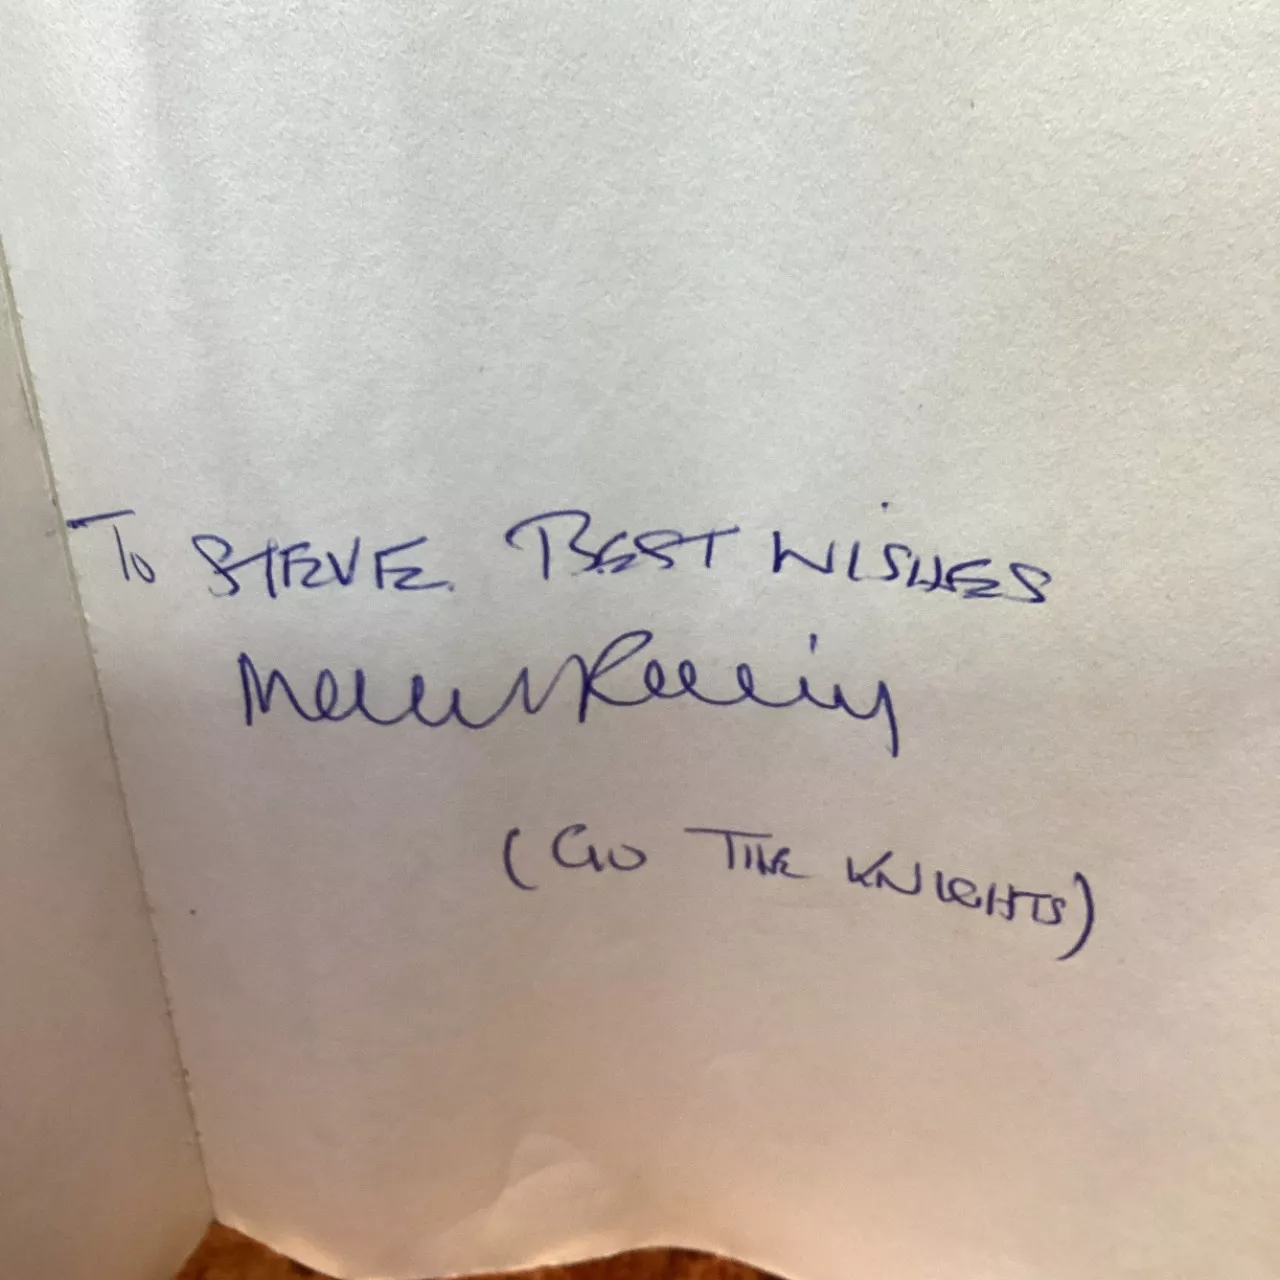 To STEVE. BEST WISHES
(GO THE KNIGHTS)